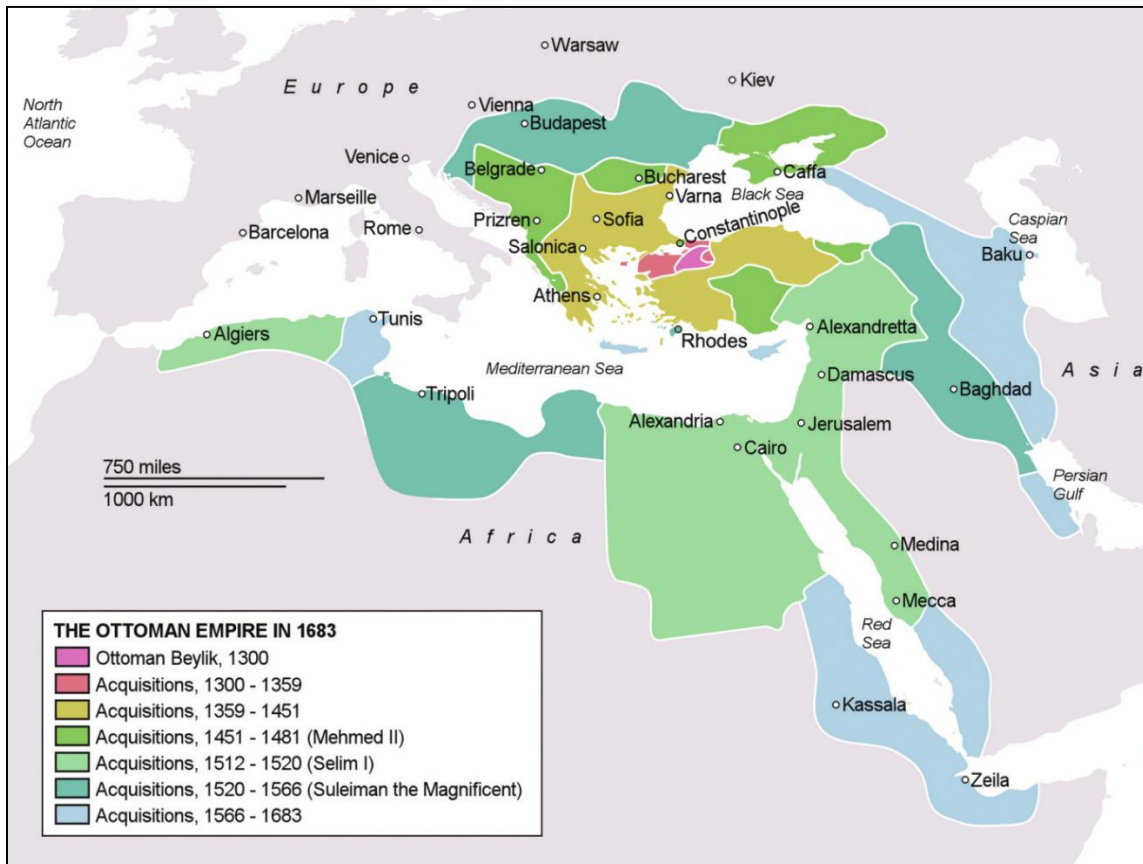 Warsaw
Kiev
Europe
North
Atlantic
Ocean
Vienna
Budapest
Venice
Belgrade
Bucharest
Caffa
Black Sea
Varna
Marseille
Prizren
Sofia
Constantinople
Caspian
Sea
Barcelona
Rome
Salonica
Baku
Athens
Tunis
Algiers
Rhodes
Alexandretta
Mediterranean Sea
Damascus
Asia
Tripoli
Baghdad
Alexandria
Jerusalem
Cairo
750 miles
1000 km
Persian
Gulf
Africa
Medina
Mecca
Red
Sea
Kassala
Zeila
THE OTTOMAN EMPIRE IN 1683
Ottoman Beylik, 1300
Acquisitions, 1300 - 1359
Acquisitions, 1359 - 1451
Acquisitions, 1451 - 1481 (Mehmed II)
Acquisitions, 1512 - 1520 (Selim I)
Acquisitions, 1520 - 1566 (Suleiman the Magnificent)
Acquisitions, 1566 - 1683